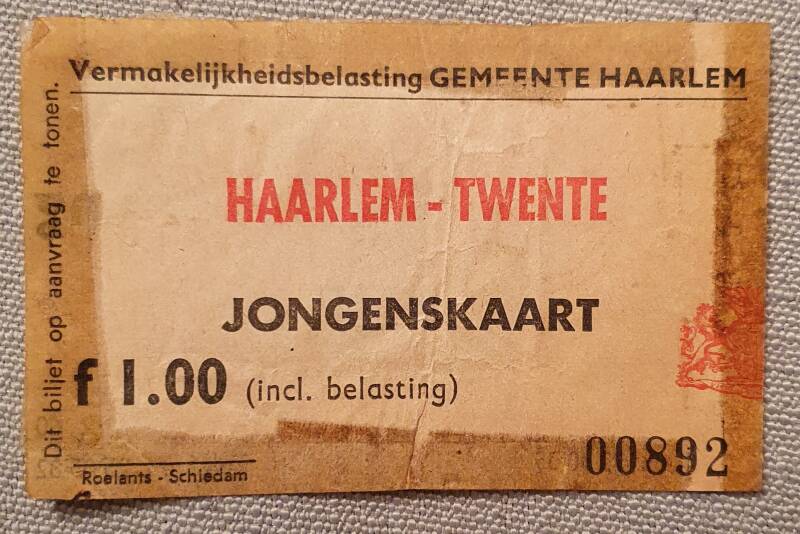 Vermakelijkheidsbelasting GEMEENTE HAARLEM
Dit biljet op aanvraag te tonen.
HAARLEM - TWENTE
JONGENSKAART
f 1.00 (incl. belasting)
00892
Roelants - Schiedam